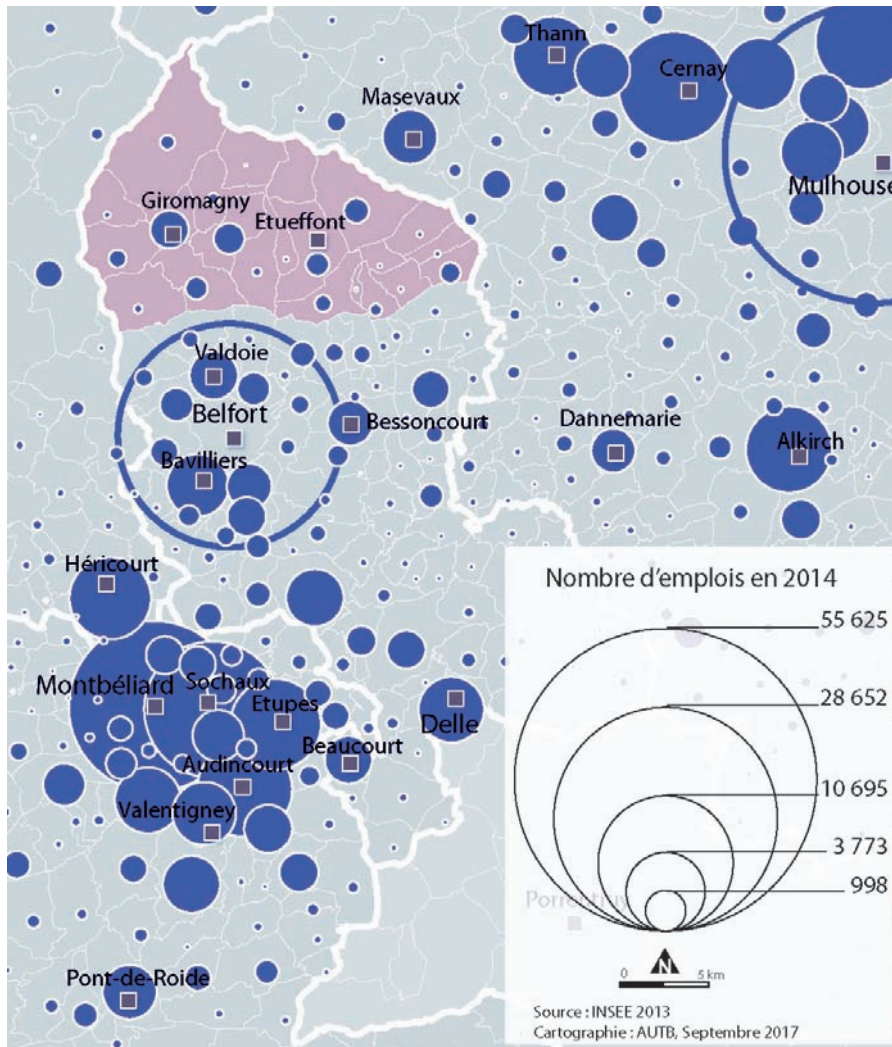 Thann
Cernay
Masevaux
Mulhouse
Giromagny
Etueffont
Valdoie
Belfort
Bessoncourt
Dannemarie
Alkirch
Bavilliers
Héricourt
Montbéliard
Sochaux
Etupes
Delle
Beaucourt
Audincourt
Valentigney
Pont-de-Roide
Nombre d'emplois en 2014
55 625
28 652
10 695
3 773
998
Porrentruy
N
0 5 km
Source : INSEE 2013
Cartographie : AUTB, Septembre 2017